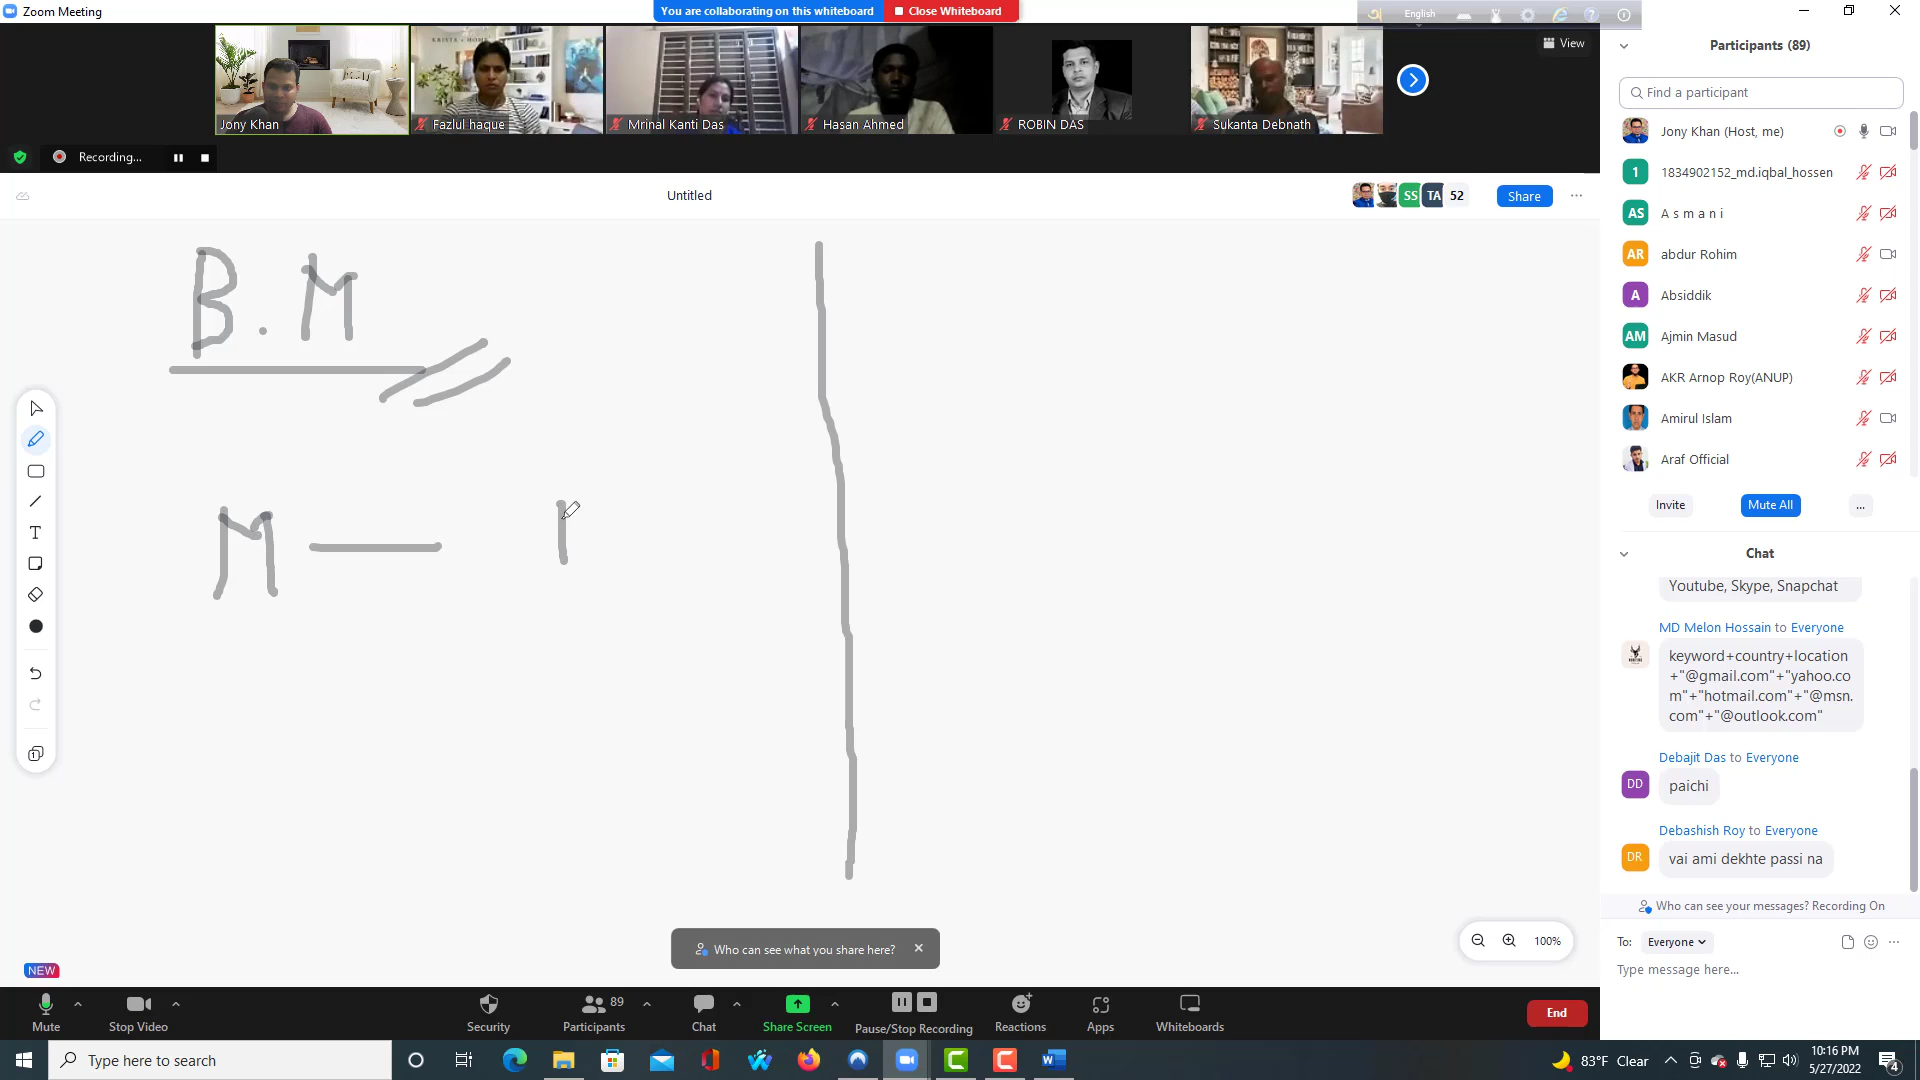 Zoom Meeting
You are collaborating on this whiteboard
Close Whiteboard
English
View
Jony Khan
Fazlul haque
Mrinal Kanti Das
Hasan Ahmed
ROBIN DAS
Sukanta Debnath
Recording...
Untitled
SS
TA
52
Share
B.M
M —
NEW
Who can see what you share here?
100%
Participants (89)
Find a participant
Jony Khan (Host, me)
1
1834902152_md.iqbal_hossen
AS
A s m a n i
AR
abdur Rohim
A
Absiddik
AM
Ajmin Masud
AKR Arnop Roy(ANUP)
Amirul Islam
Araf Official
Invite
Mute All
...
Chat
Youtube, Skype, Snapchat
MD Melon Hossain to Everyone
keyword+country+location
+"@gmail.com"+"yahoo.co
m"+"hotmail.com"+"@msn.
com"+"@outlook.com"
Debajit Das to Everyone
DD
paichi
Debashish Roy to Everyone
DR
vai ami dekhte passi na
Who can see your messages? Recording On
To: Everyone
Type message here...
Mute
Stop Video
Security
89
Participants
Chat
Share Screen
Pause/Stop Recording
Reactions
Apps
Whiteboards
End
Type here to search
83°F Clear
10:16 PM
5/27/2022
4